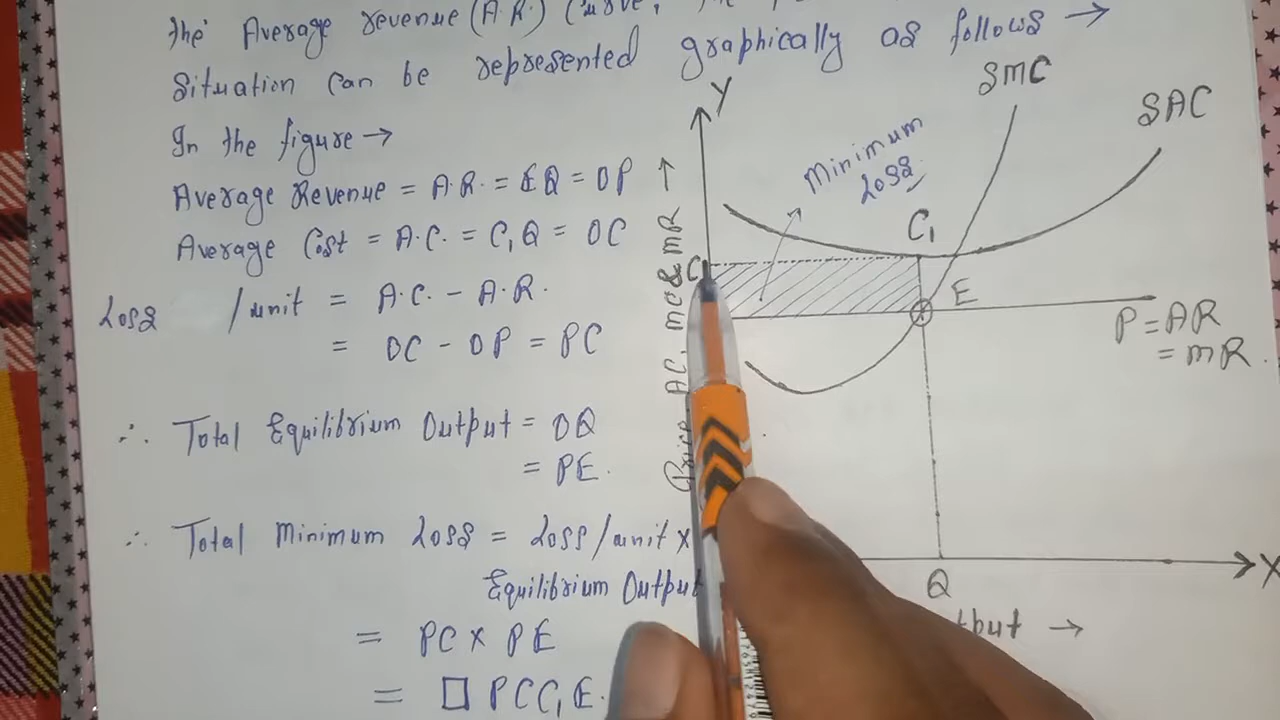 the Average revenue (A.R.)
Situation can be represented graphically as follows →
In the figure →
Average Revenue = A.R. = EQ = OP
Average Cost = A.C. = C₁Q = OC
Loss /unit = A.C. - A.R.
= OC - OP = PC
∴ Total Equilibrium Output = OQ
= PE.
∴ Total Minimum Loss = Loss/unit ×
Equilibrium Output
= PC × PE
= □ PCC₁E.
Y
SMC
SAC
Minimum
Loss
C₁
C
E
P = AR
= MR.
AC, MC & MR →
Q
X